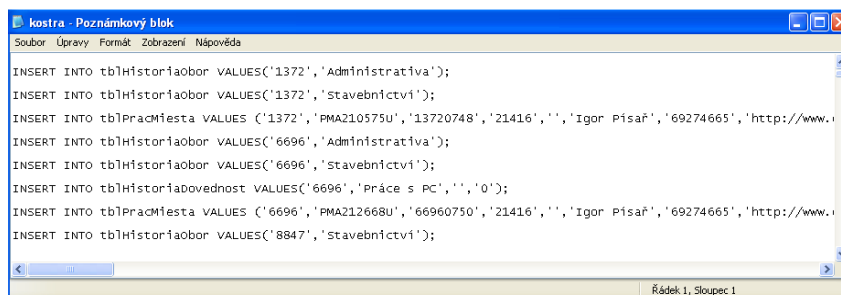 kostra - Poznámkový blok
Soubor Úpravy Formát Zobrazení Nápověda
INSERT INTO tblHistoriaObor VALUES('1372','Administrativa');
INSERT INTO tblHistoriaObor VALUES('1372','Stavebnictví');
INSERT INTO tblPracMiesta VALUES ('1372','PMA210575U','13720748','21416','','Igor Písař','69274665','http://www.
INSERT INTO tblHistoriaObor VALUES('6696','Administrativa');
INSERT INTO tblHistoriaObor VALUES('6696','Stavebnictví');
INSERT INTO tblHistoriaDovednost VALUES('6696','Práce s PC','','0');
INSERT INTO tblPracMiesta VALUES ('6696','PMA212668U','66960750','21416','','Igor Písař','69274665','http://www.
INSERT INTO tblHistoriaObor VALUES('8847','Stavebnictví');
Řádek 1, Sloupec 1